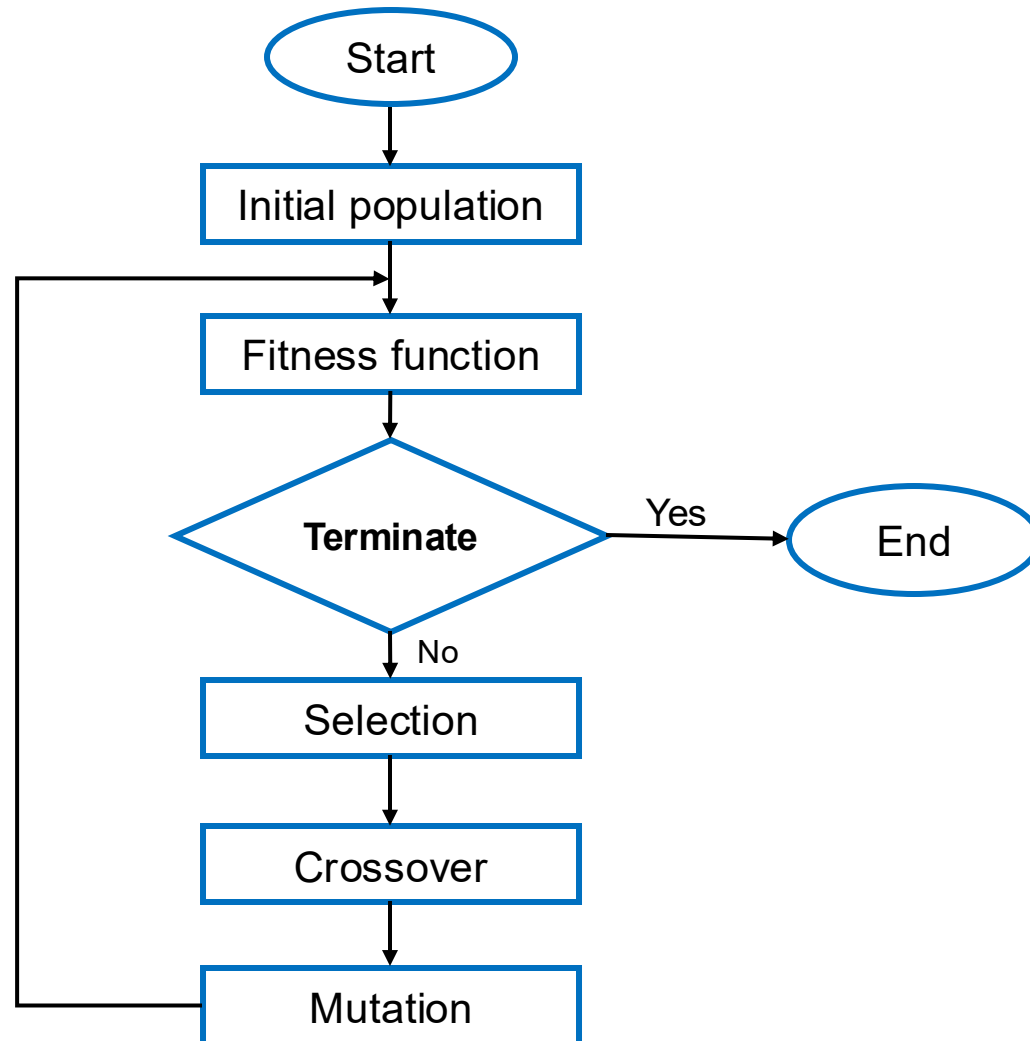 Start
Initial population
Fitness function
Terminate
Yes
End
No
Selection
Crossover
Mutation